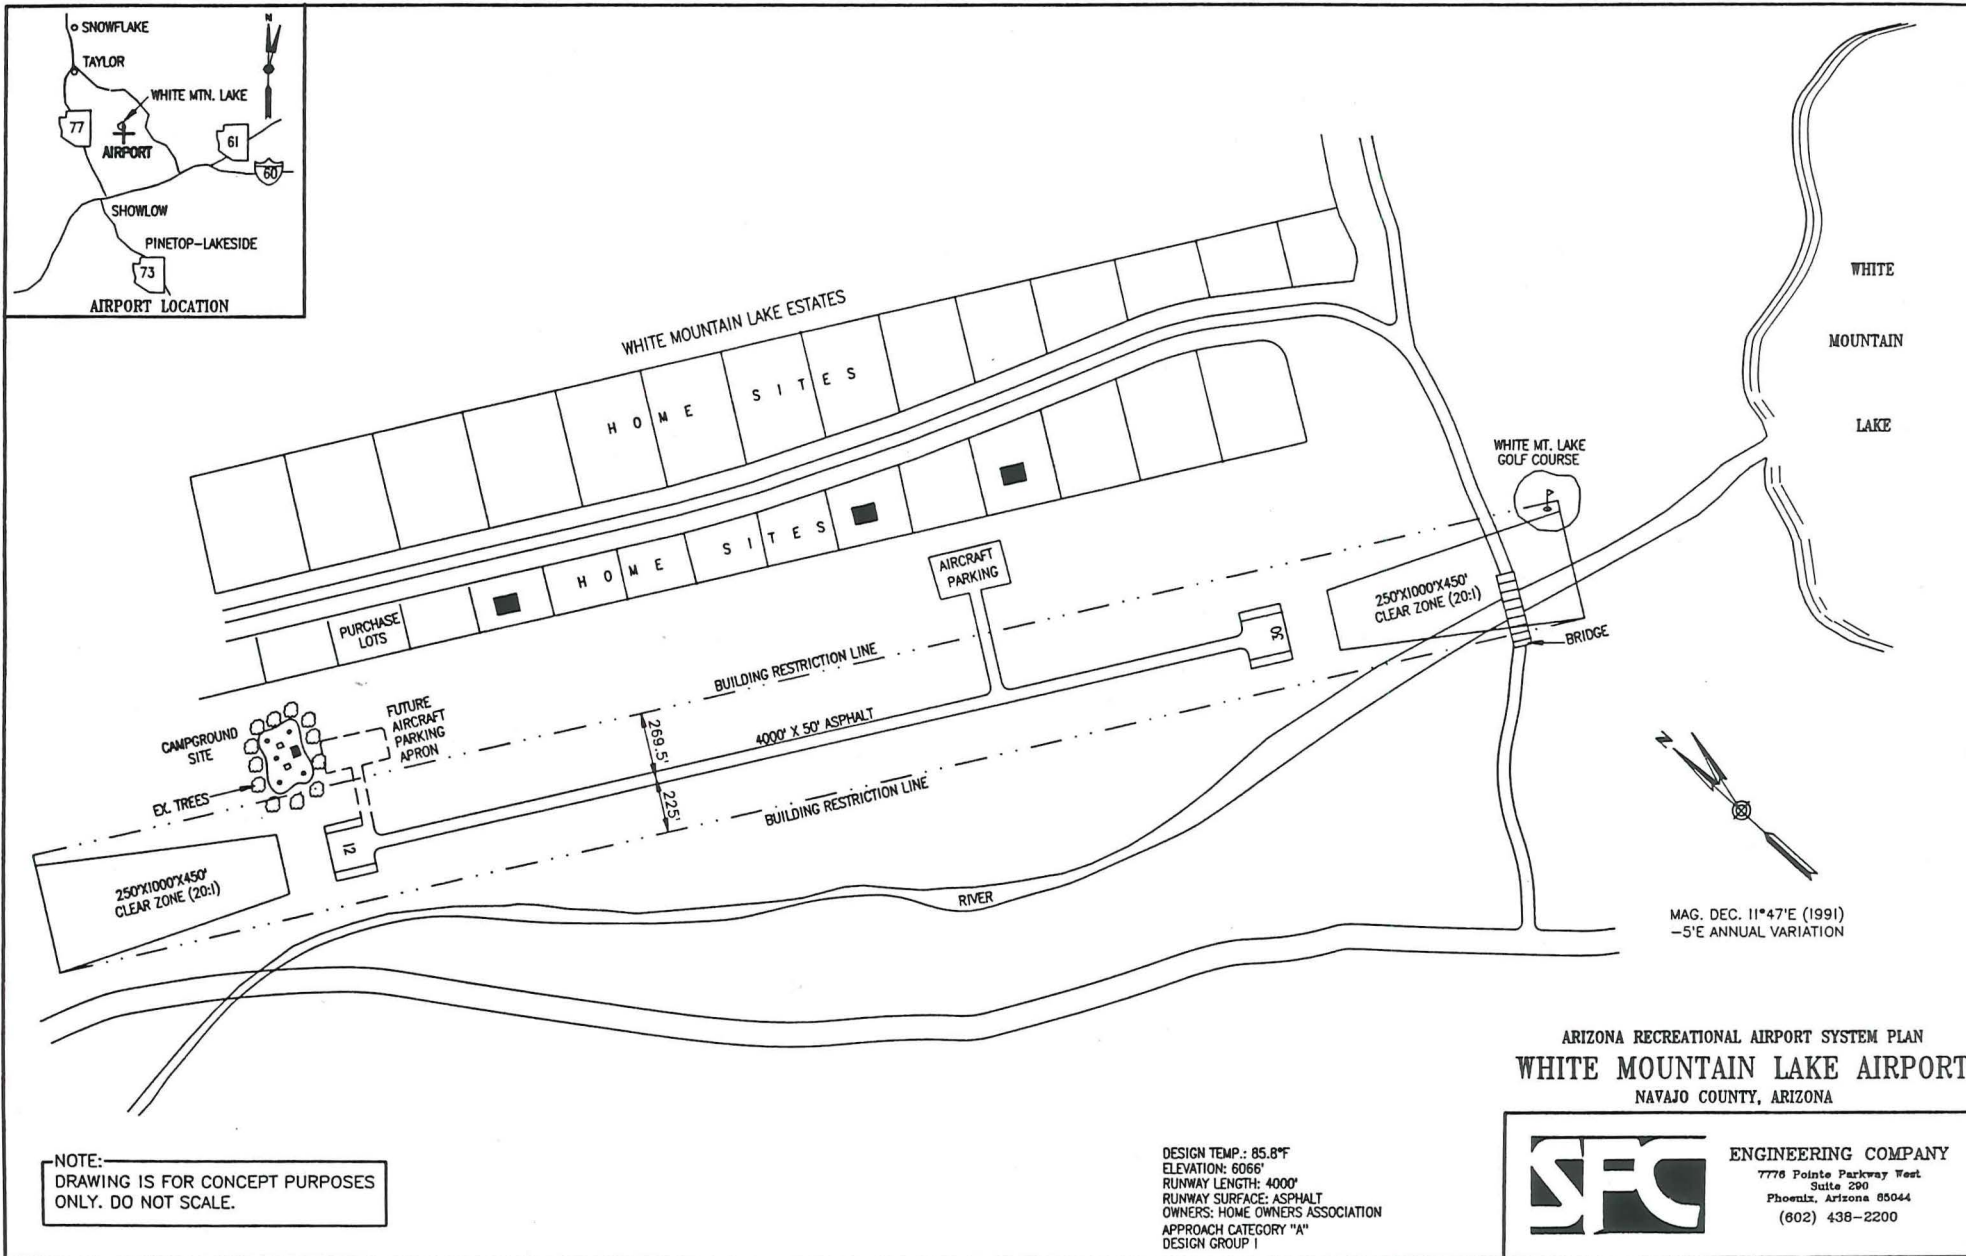 SNOWFLAKE
TAYLOR
N
WHITE MTN. LAKE
77
61
AIRPORT
60
SHOWLOW
PINETOP-LAKESIDE
73
AIRPORT LOCATION
WHITE
MOUNTAIN
LAKE
WHITE MOUNTAIN LAKE ESTATES
HOME SITES
WHITE MT. LAKE
GOLF COURSE
HOME SITES
AIRCRAFT
PARKING
250'X1000'X450'
CLEAR ZONE (20:1)
BRIDGE
30
PURCHASE
LOTS
BUILDING RESTRICTION LINE
FUTURE
AIRCRAFT
PARKING
APRON
CAMPGROUND
SITE
EX. TREES
269.5'
4000' X 50' ASPHALT
225'
BUILDING RESTRICTION LINE
12
250'X1000'X450'
CLEAR ZONE (20:1)
RIVER
N
MAG. DEC. 11°47'E (1991)
-5'E ANNUAL VARIATION
ARIZONA RECREATIONAL AIRPORT SYSTEM PLAN
WHITE MOUNTAIN LAKE AIRPORT
NAVAJO COUNTY, ARIZONA
NOTE:
DRAWING IS FOR CONCEPT PURPOSES
ONLY. DO NOT SCALE.
DESIGN TEMP.: 85.8°F
ELEVATION: 6066'
RUNWAY LENGTH: 4000'
RUNWAY SURFACE: ASPHALT
OWNERS: HOME OWNERS ASSOCIATION
APPROACH CATEGORY "A"
DESIGN GROUP I
SFC
ENGINEERING COMPANY
7776 Pointe Parkway West
Suite 290
Phoenix, Arizona 85044
(602) 438-2200